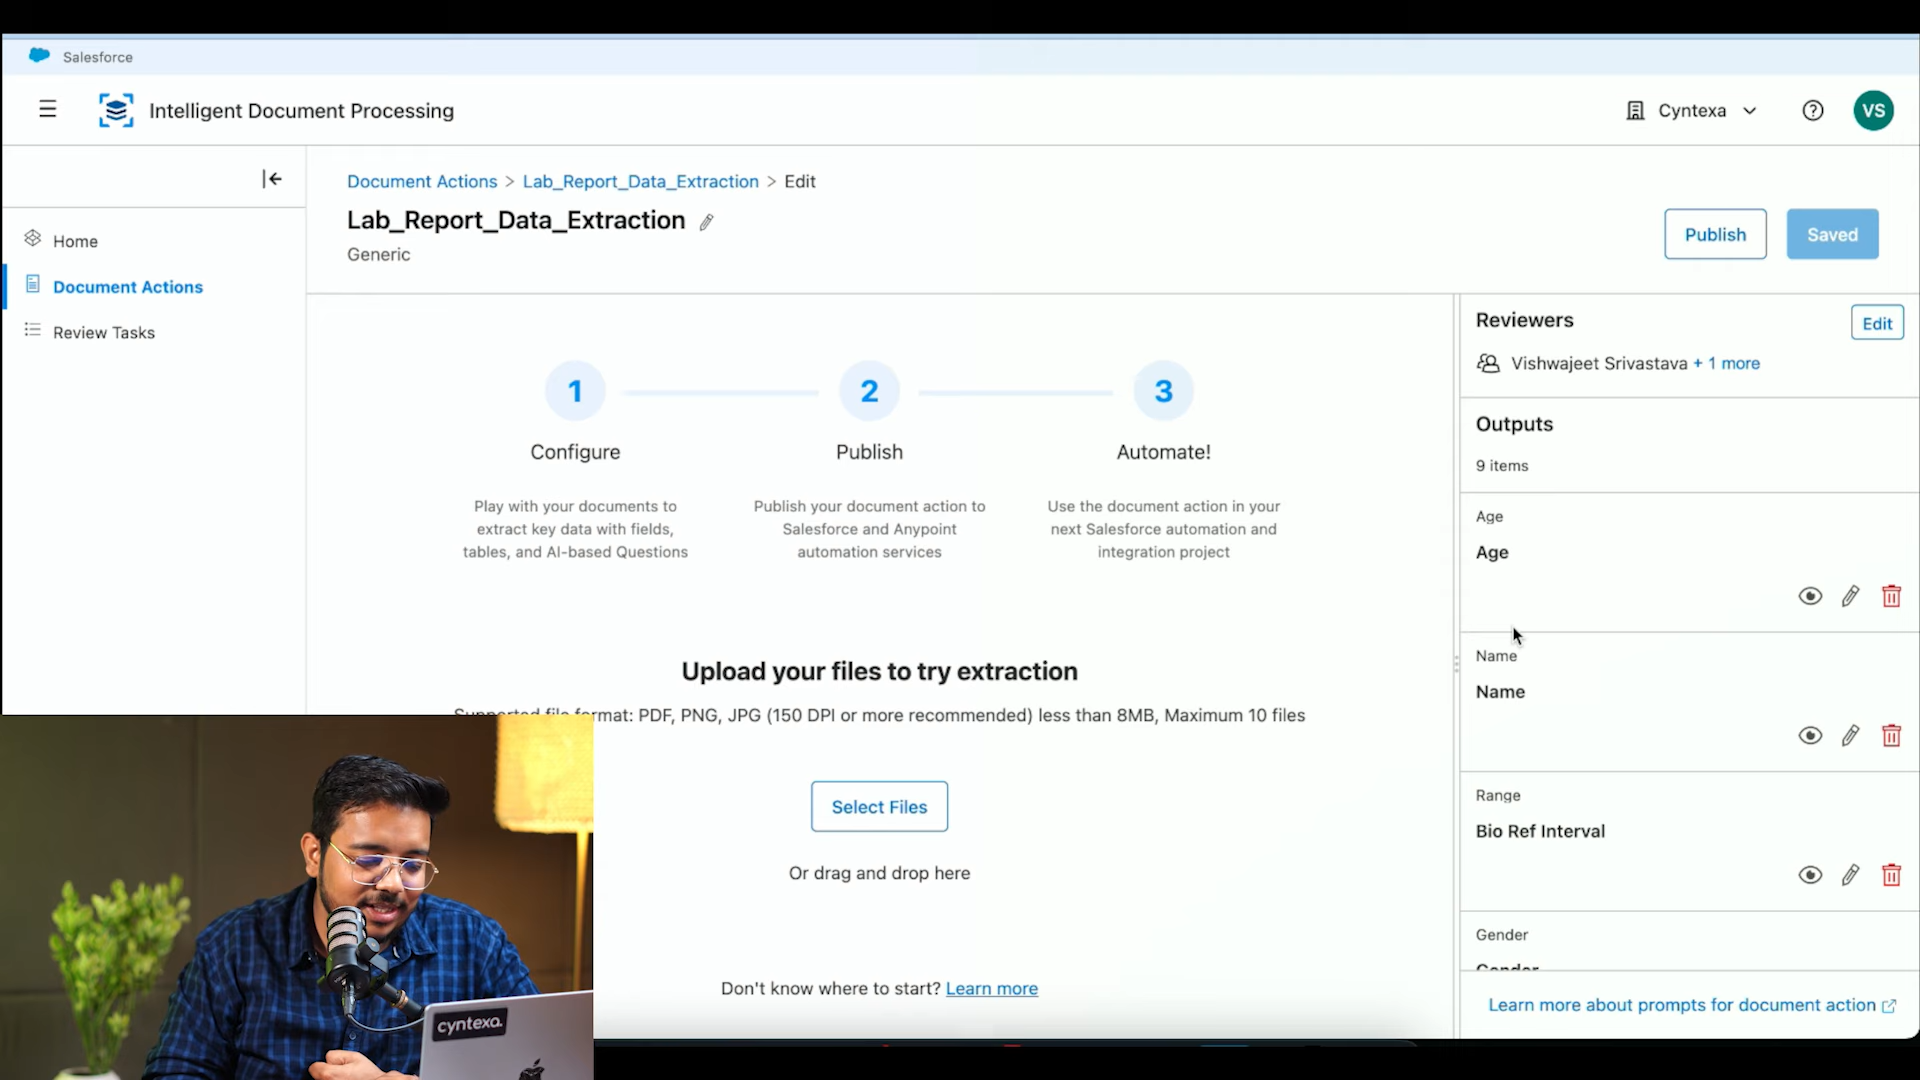 Salesforce
Intelligent Document Processing
Cyntexa
VS
Document Actions > Lab_Report_Data_Extraction > Edit
Lab_Report_Data_Extraction
Generic
Publish
Saved
Home
Document Actions
Review Tasks
1
2
3
Configure
Publish
Automate!
Play with your documents to
extract key data with fields,
tables, and AI-based Questions
Publish your document action to
Salesforce and Anypoint
automation services
Use the document action in your
next Salesforce automation and
integration project
Upload your files to try extraction
Supported file format: PDF, PNG, JPG (150 DPI or more recommended) less than 8MB, Maximum 10 files
Select Files
Or drag and drop here
Don't know where to start? Learn more
Reviewers
Edit
Vishwajeet Srivastava + 1 more
Outputs
9 items
Age
Age
Name
Name
Range
Bio Ref Interval
Gender
Gender
Learn more about prompts for document action
cyntexa.